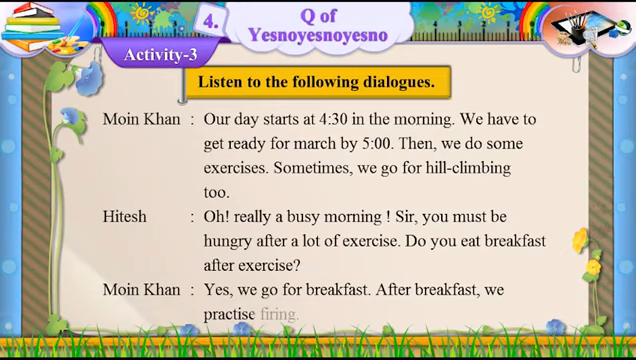 4.
Q of
Yesnoyesnoyesno
Activity-3
Listen to the following dialogues.
Moin Khan : Our day starts at 4:30 in the morning. We have to
get ready for march by 5:00. Then, we do some
exercises. Sometimes, we go for hill-climbing
too.
Hitesh : Oh! really a busy morning ! Sir, you must be
hungry after a lot of exercise. Do you eat breakfast
after exercise?
Moin Khan : Yes, we go for breakfast. After breakfast, we
practise firing.